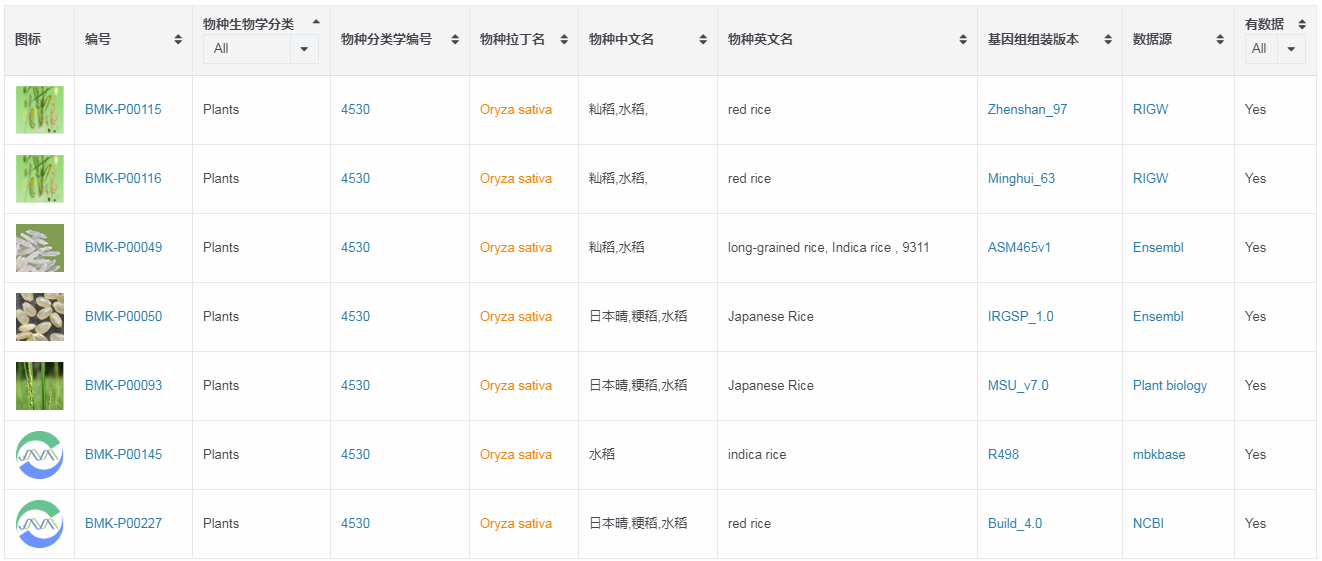 图标 编号 物种生物学分类 All 物种分类学编号 物种拉丁名 物种中文名 物种英文名 基因组组装版本 数据源 有数据 All
BMK-P00115 Plants 4530 Oryza sativa 籼稻,水稻, red rice Zhenshan_97 RIGW Yes
BMK-P00116 Plants 4530 Oryza sativa 籼稻,水稻, red rice Minghui_63 RIGW Yes
BMK-P00049 Plants 4530 Oryza sativa 籼稻,水稻 long-grained rice, Indica rice , 9311 ASM465v1 Ensembl Yes
BMK-P00050 Plants 4530 Oryza sativa 日本晴,粳稻,水稻 Japanese Rice IRGSP_1.0 Ensembl Yes
BMK-P00093 Plants 4530 Oryza sativa 日本晴,粳稻,水稻 Japanese Rice MSU_v7.0 Plant biology Yes
BMK-P00145 Plants 4530 Oryza sativa 水稻 indica rice R498 mbkbase Yes
BMK-P00227 Plants 4530 Oryza sativa 日本晴,粳稻,水稻 red rice Build_4.0 NCBI Yes